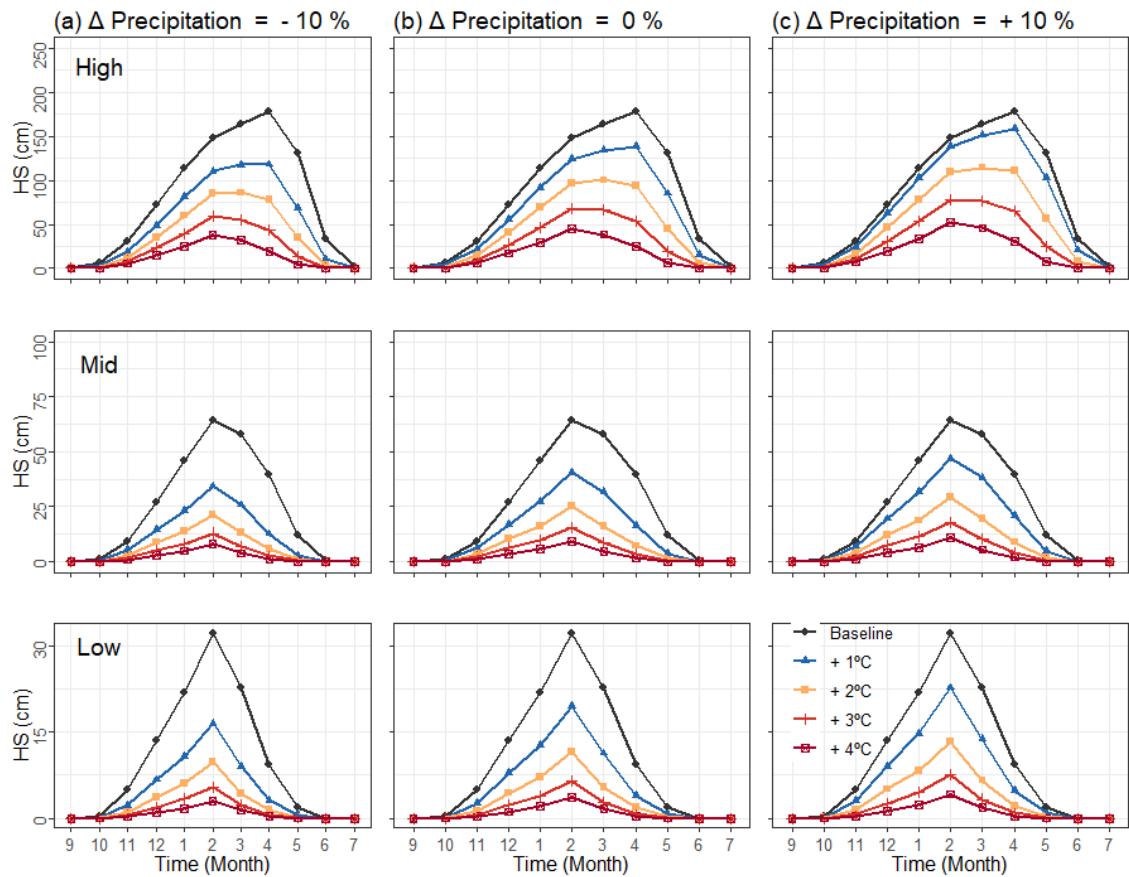 (a) Δ Precipitation = - 10 %
(b) Δ Precipitation = 0 %
(c) Δ Precipitation = + 10 %
High
HS (cm)
250
200
150
100
50
0
Mid
HS (cm)
100
75
50
25
0
Low
HS (cm)
30
15
0
Baseline
+ 1ºC
+ 2ºC
+ 3ºC
+ 4ºC
9 10 11 12 1 2 3 4 5 6 7
9 10 11 12 1 2 3 4 5 6 7
9 10 11 12 1 2 3 4 5 6 7
Time (Month)
Time (Month)
Time (Month)